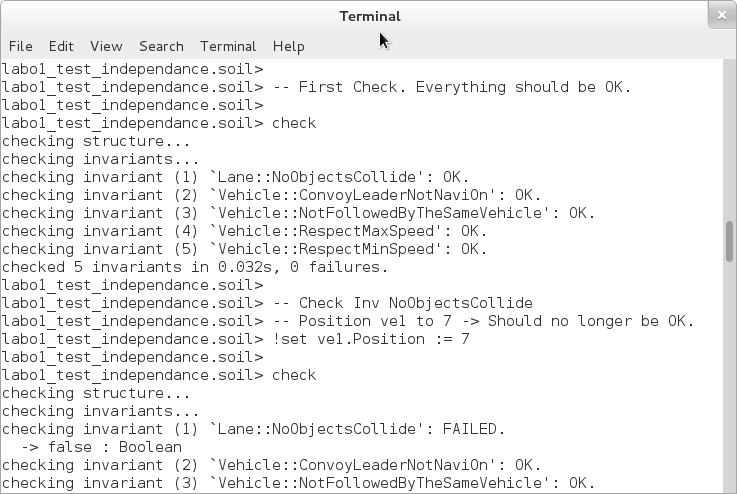 Terminal
×
File Edit View Search Terminal Help
labo1_test_independance.soil>
labo1_test_independance.soil> -- First Check. Everything should be OK.
labo1_test_independance.soil>
labo1_test_independance.soil> check
checking structure...
checking invariants...
checking invariant (1) `Lane::NoObjectsCollide': OK.
checking invariant (2) `Vehicle::ConvoyLeaderNotNaviOn': OK.
checking invariant (3) `Vehicle::NotFollowedByTheSameVehicle': OK.
checking invariant (4) `Vehicle::RespectMaxSpeed': OK.
checking invariant (5) `Vehicle::RespectMinSpeed': OK.
checked 5 invariants in 0.032s, 0 failures.
labo1_test_independance.soil>
labo1_test_independance.soil> -- Check Inv NoObjectsCollide
labo1_test_independance.soil> -- Position ve1 to 7 -> Should no longer be OK.
labo1_test_independance.soil> !set ve1.Position := 7
labo1_test_independance.soil>
labo1_test_independance.soil> check
checking structure...
checking invariants...
checking invariant (1) `Lane::NoObjectsCollide': FAILED.
  -> false : Boolean
checking invariant (2) `Vehicle::ConvoyLeaderNotNaviOn': OK.
checking invariant (3) `Vehicle::NotFollowedByTheSameVehicle': OK.